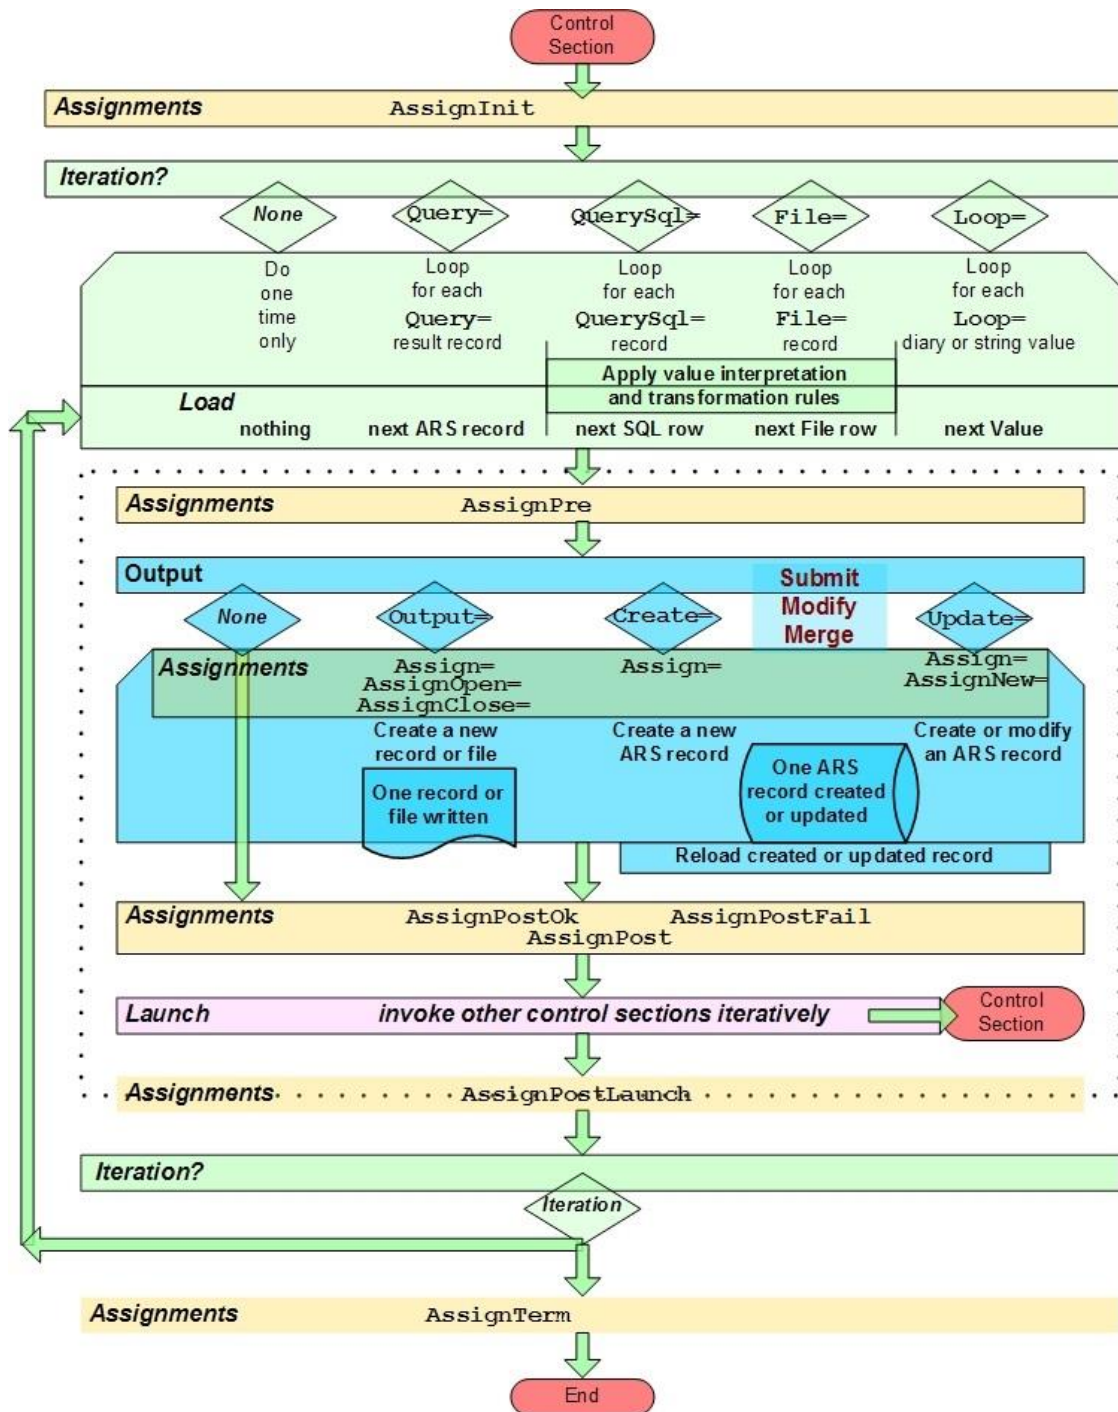 Control
Section
Assignments AssignInit
Iteration?
None Query= QuerySql= File= Loop=
Do Loop Loop Loop Loop
one for each for each for each for each
time Query= QuerySql= File= Loop=
only result record record record diary or string value
Apply value interpretation
and transformation rules
Load
nothing next ARS record next SQL row next File row next Value
Assignments AssignPre
Output
None Output= Create= Submit Modify Merge Update=
Assignments Assign= Assign= Assign=
AssignOpen= AssignNew=
AssignClose=
Create a new Create a new Create or modify
record or file ARS record an ARS record
One record or One ARS
file written record created
or updated
Reload created or updated record
Assignments AssignPostOk AssignPostFail
AssignPost
Launch invoke other control sections iteratively Control
Section
Assignments AssignPostLaunch
Iteration?
Iteration
Assignments AssignTerm
End